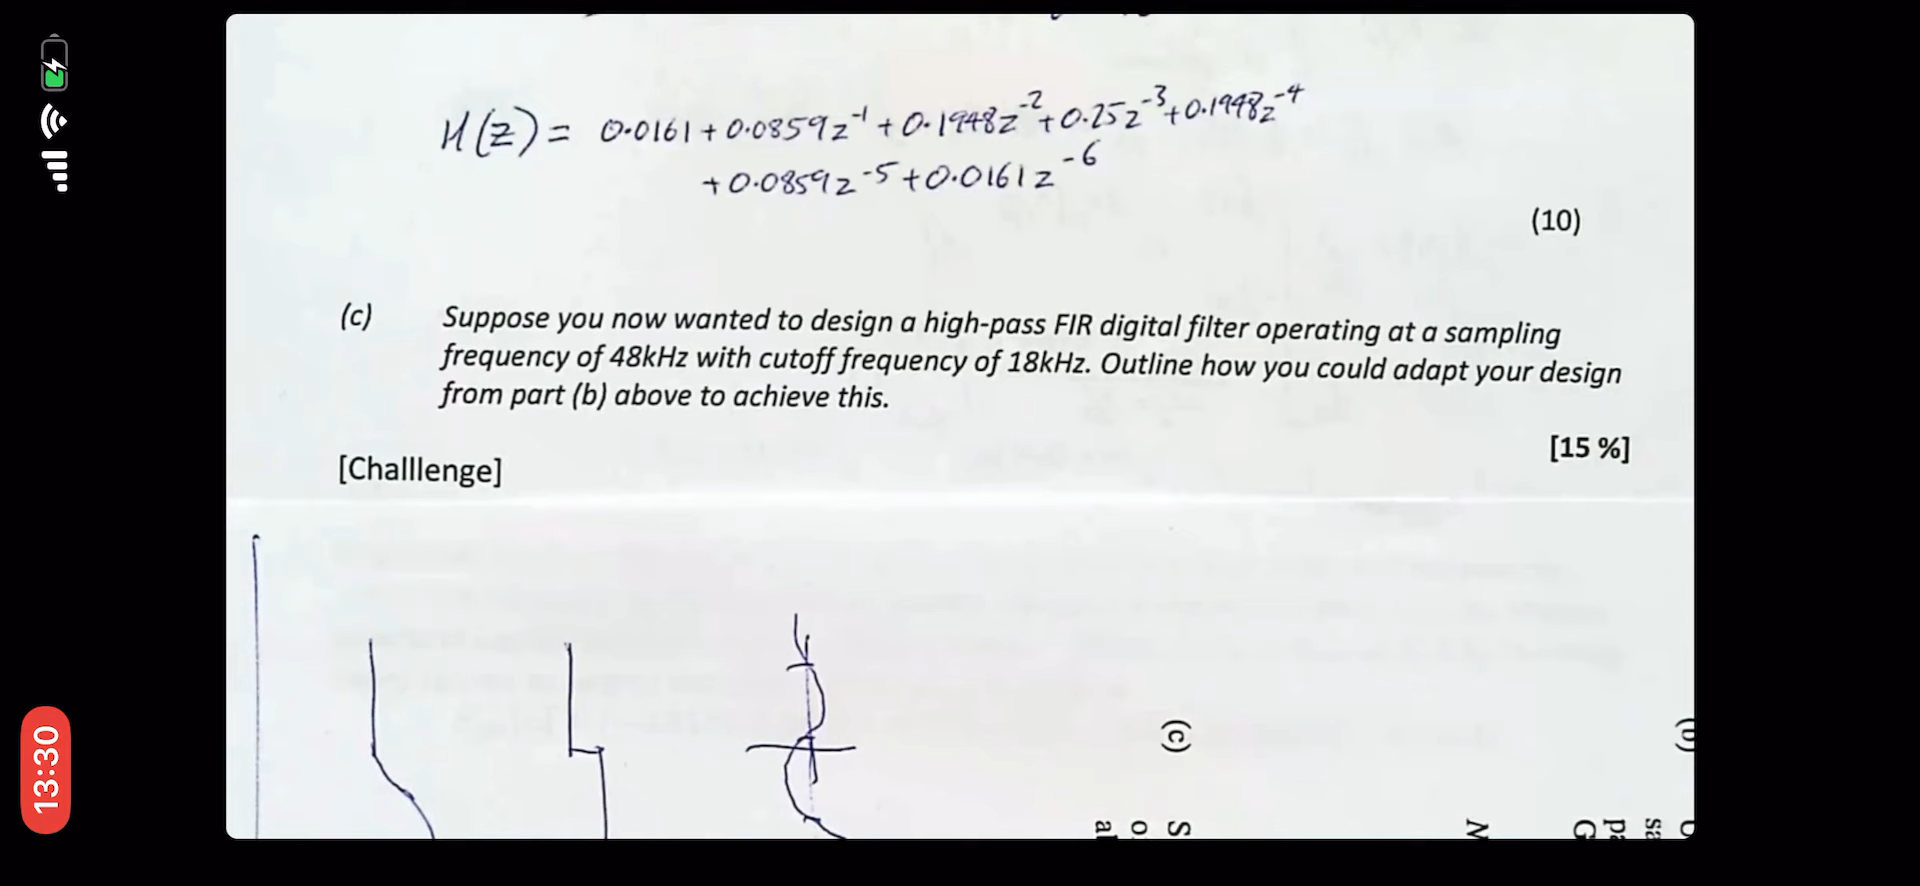 H(z) = 0.0161 + 0.0859z⁻¹ + 0.1948z⁻² + 0.25z⁻³ + 0.1948z⁻⁴
+ 0.0859z⁻⁵ + 0.0161z⁻⁶
(10)
(c) Suppose you now wanted to design a high-pass FIR digital filter operating at a sampling
frequency of 48kHz with cutoff frequency of 18kHz. Outline how you could adapt your design
from part (b) above to achieve this.
[15 %]
[Challlenge]
(c)
13:30